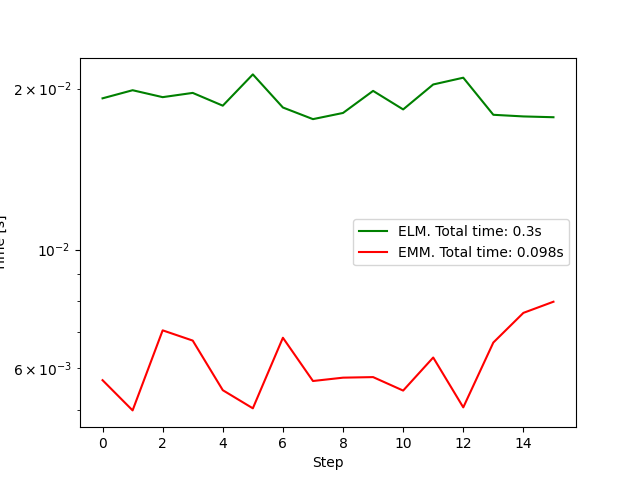 2 × 10⁻²
10⁻²
6 × 10⁻³
Time [s]
ELM. Total time: 0.3s
EMM. Total time: 0.098s
0 2 4 6 8 10 12 14
Step